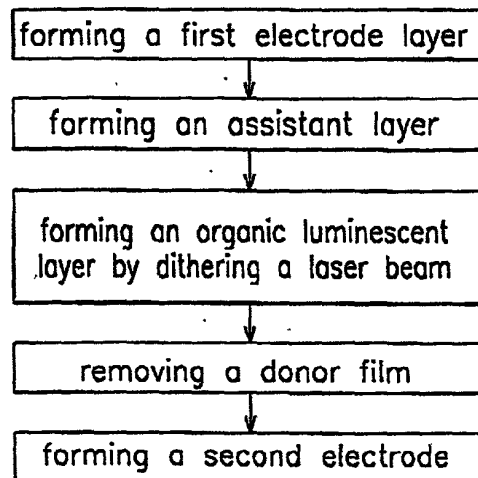 forming a first electrode layer
forming an assistant layer
forming an organic luminescent
layer by dithering a laser beam
removing a donor film
forming a second electrode